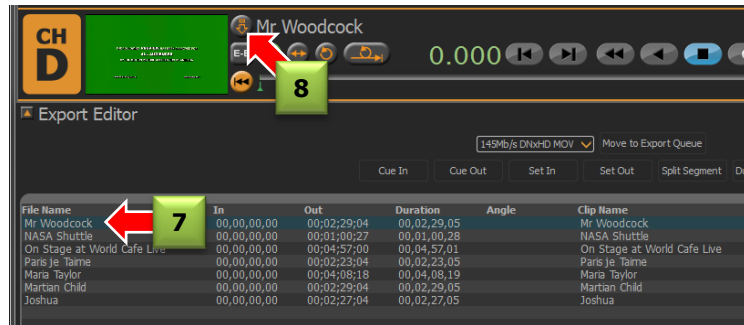 CH
D
Mr Woodcock
E-E
0.000
8
Export Editor
145Mb/s DNxHD MOV
Move to Export Queue
Cue In Cue Out Set In Set Out Split Segment
File Name In Out Duration Angle Clip Name
Mr Woodcock 00,00,00,00 00;02;29;04 00,02,29,05 Mr Woodcock
7
NASA Shuttle 00,00,00,00 00;01;00;27 00,01,00,28 NASA Shuttle
On Stage at World Cafe Live 00,00,00,00 00;04;57;00 00,04,57,01 On Stage at World Cafe Live
Paris je Taime 00,00,00,00 00;02;23;04 00,02,23,05 Paris je Taime
Maria Taylor 00,00,00,00 00;04;08;18 00,04,08,19 Maria Taylor
Martian Child 00,00,00,00 00;02;29;04 00,02,29,05 Martian Child
Joshua 00,00,00,00 00;02;27;04 00,02,27,05 Joshua